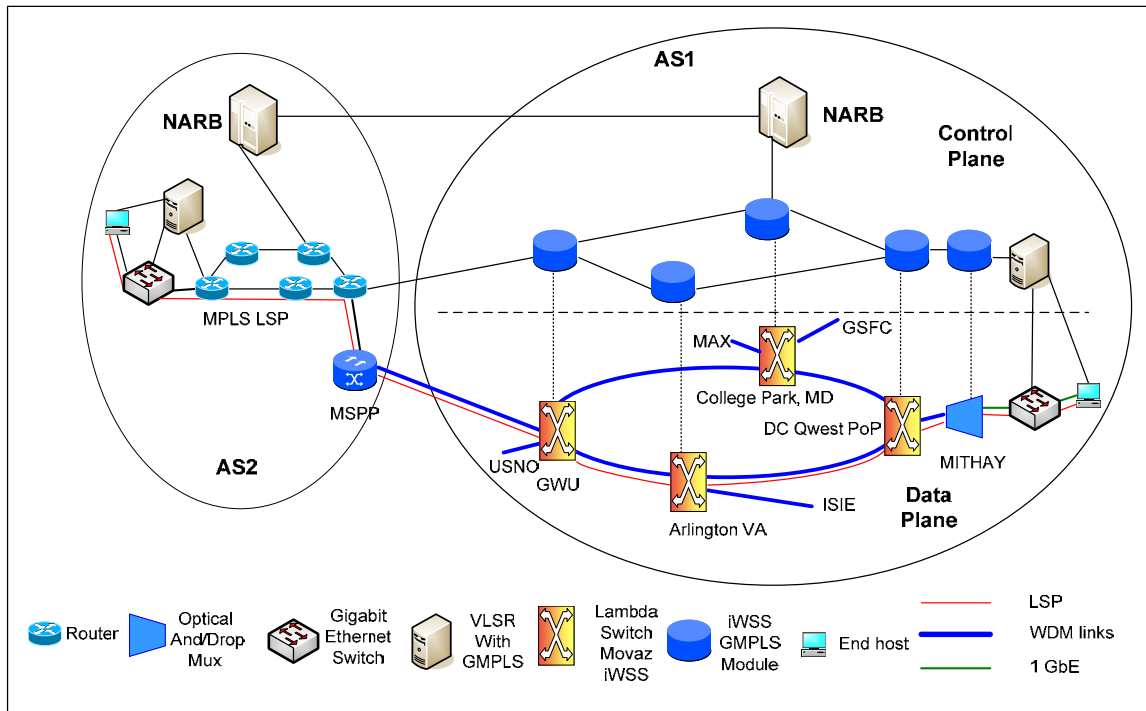 AS1
NARB
NARB
Control
Plane
MPLS LSP
MSPP
AS2
MAX
GSFC
College Park, MD
DC Qwest PoP
MITHAY
USNO
GWU
Arlington VA
ISIE
Data
Plane
Router
Optical
And/Drop
Mux
Gigabit
Ethernet
Switch
VLSR
With
GMPLS
Lambda
Switch
Movaz
iWSS
iWSS
GMPLS
Module
End host
LSP
WDM links
1 GbE